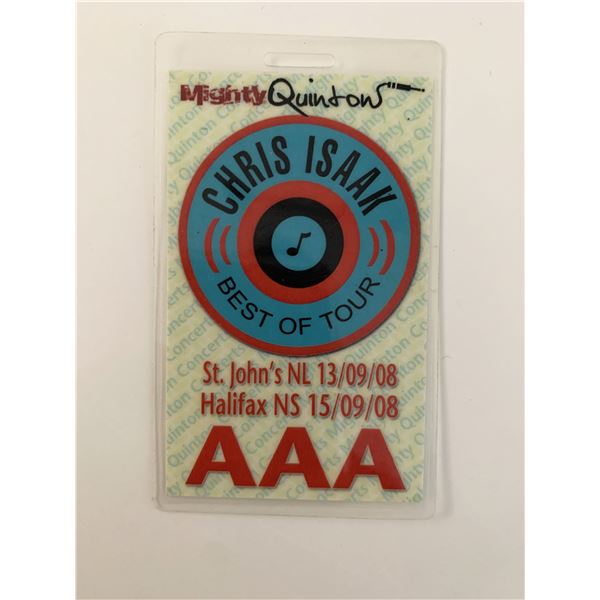 Mighty Quinton
CHRIS ISAAK
BEST OF TOUR
St. John's NL 13/09/08
Halifax NS 15/09/08
AAA